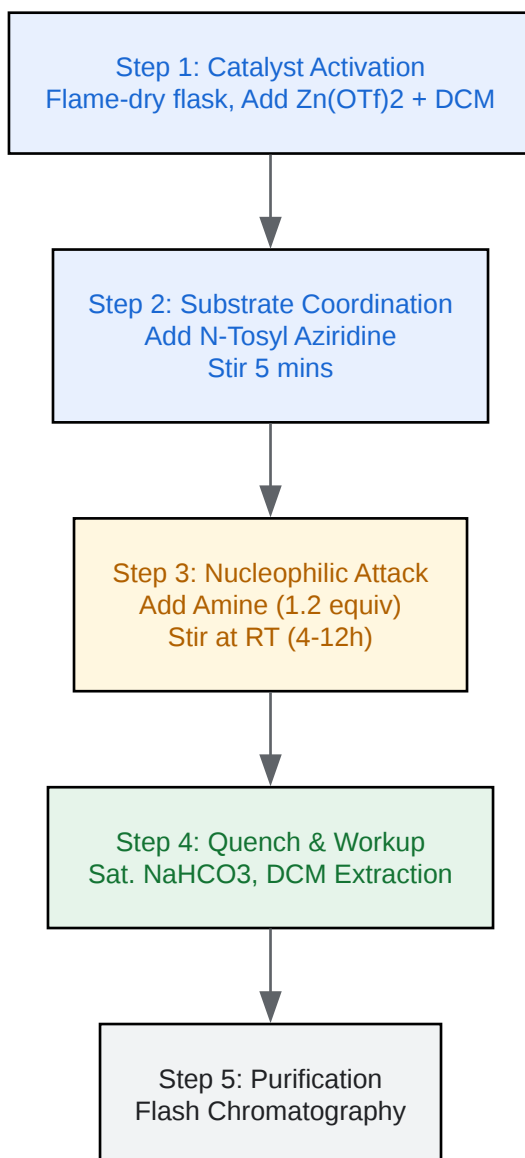 Step 1: Catalyst Activation
Flame-dry flask, Add Zn(OTf)2 + DCM
Step 2: Substrate Coordination
Add N-Tosyl Aziridine
Stir 5 mins
Step 3: Nucleophilic Attack
Add Amine (1.2 equiv)
Stir at RT (4-12h)
Step 4: Quench & Workup
Sat. NaHCO3, DCM Extraction
Step 5: Purification
Flash Chromatography